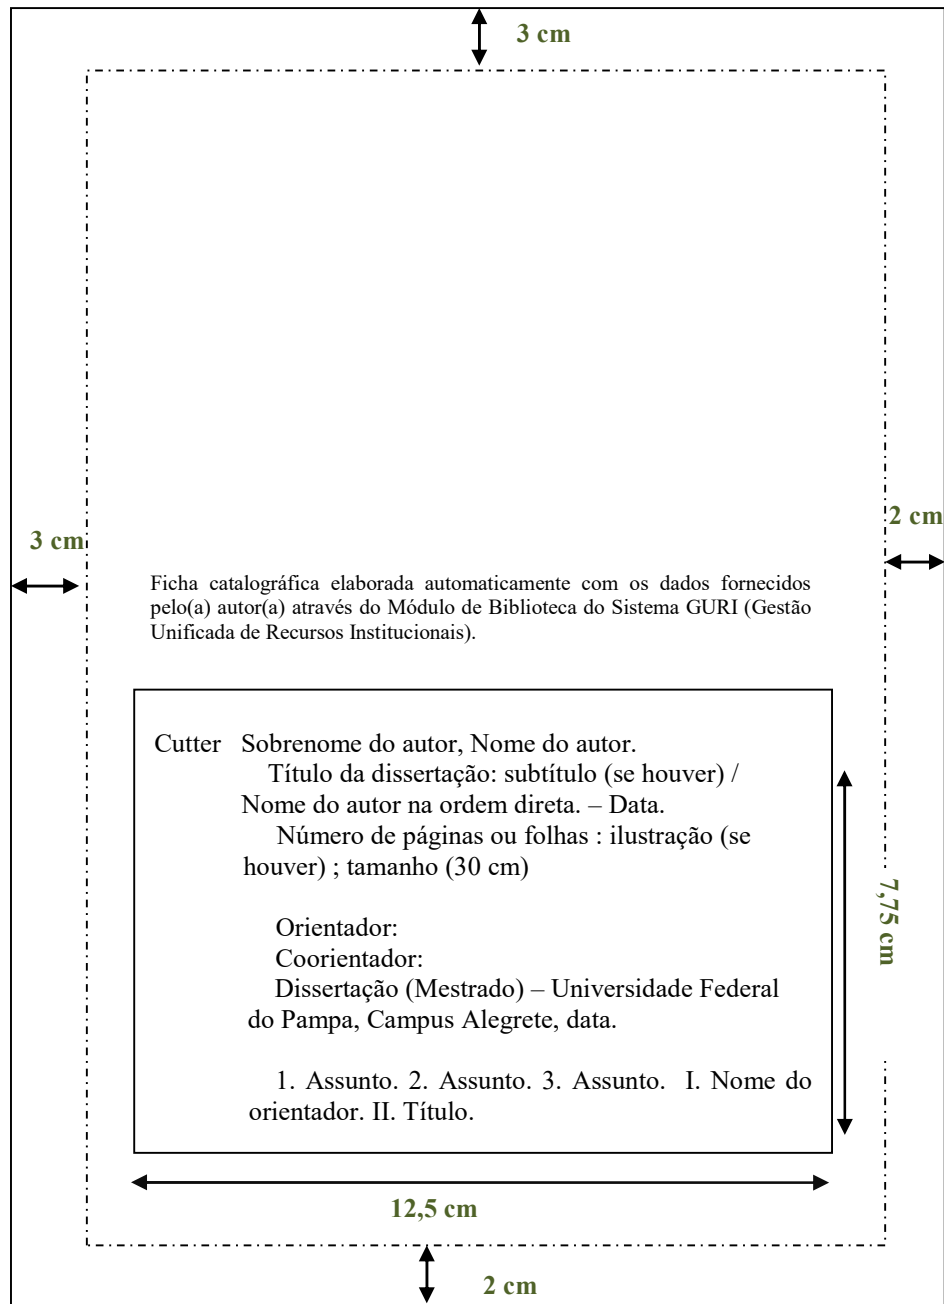 3 cm
2 cm
3 cm
Ficha catalográfica elaborada automaticamente com os dados fornecidos
pelo(a) autor(a) através do Módulo de Biblioteca do Sistema GURI (Gestão
Unificada de Recursos Institucionais).
Cutter Sobrenome do autor, Nome do autor.
Título da dissertação: subtítulo (se houver) /
Nome do autor na ordem direta. – Data.
Número de páginas ou folhas : ilustração (se
houver) ; tamanho (30 cm)
7,75 cm
Orientador:
Coorientador:
Dissertação (Mestrado) – Universidade Federal
do Pampa, Campus Alegrete, data.
1. Assunto. 2. Assunto. 3. Assunto. I. Nome do
orientador. II. Título.
12,5 cm
2 cm